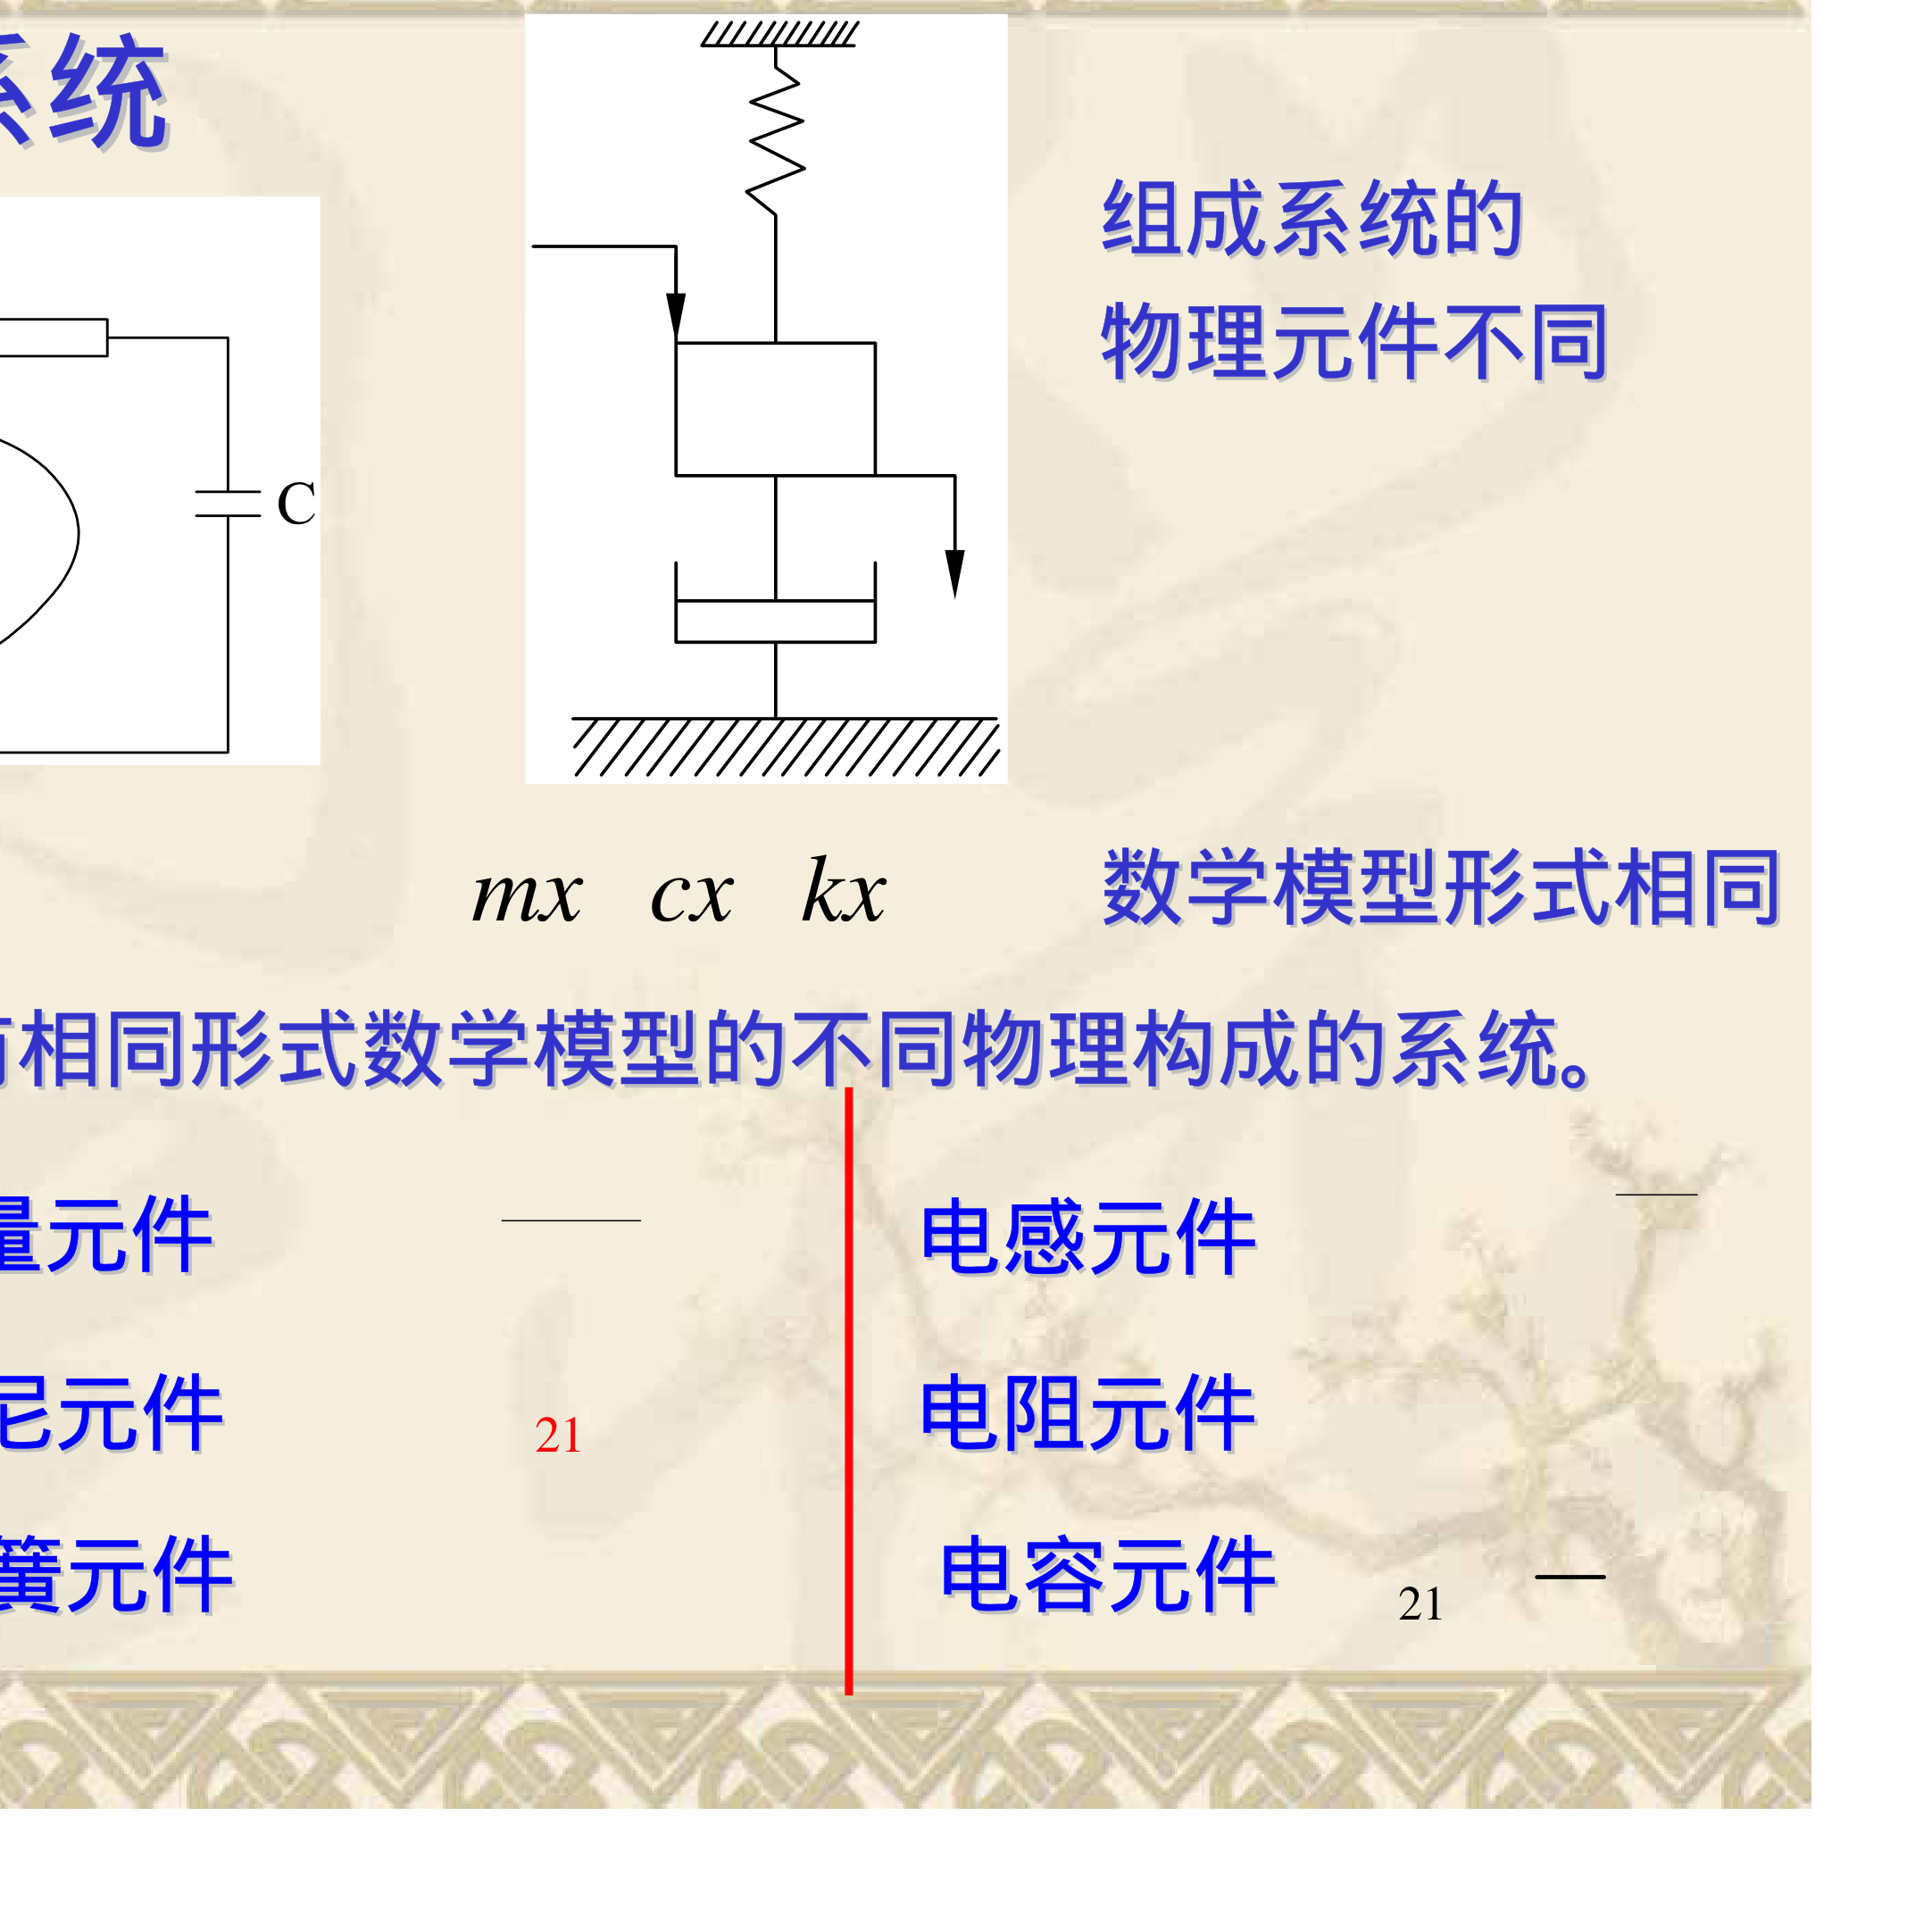 系统
组成系统的
物理元件不同
C
mx cx kx
数学模型形式相同
有相同形式数学模型的不同物理构成的系统。
量元件
电感元件
尼元件
21
电阻元件
簧元件
电容元件
21